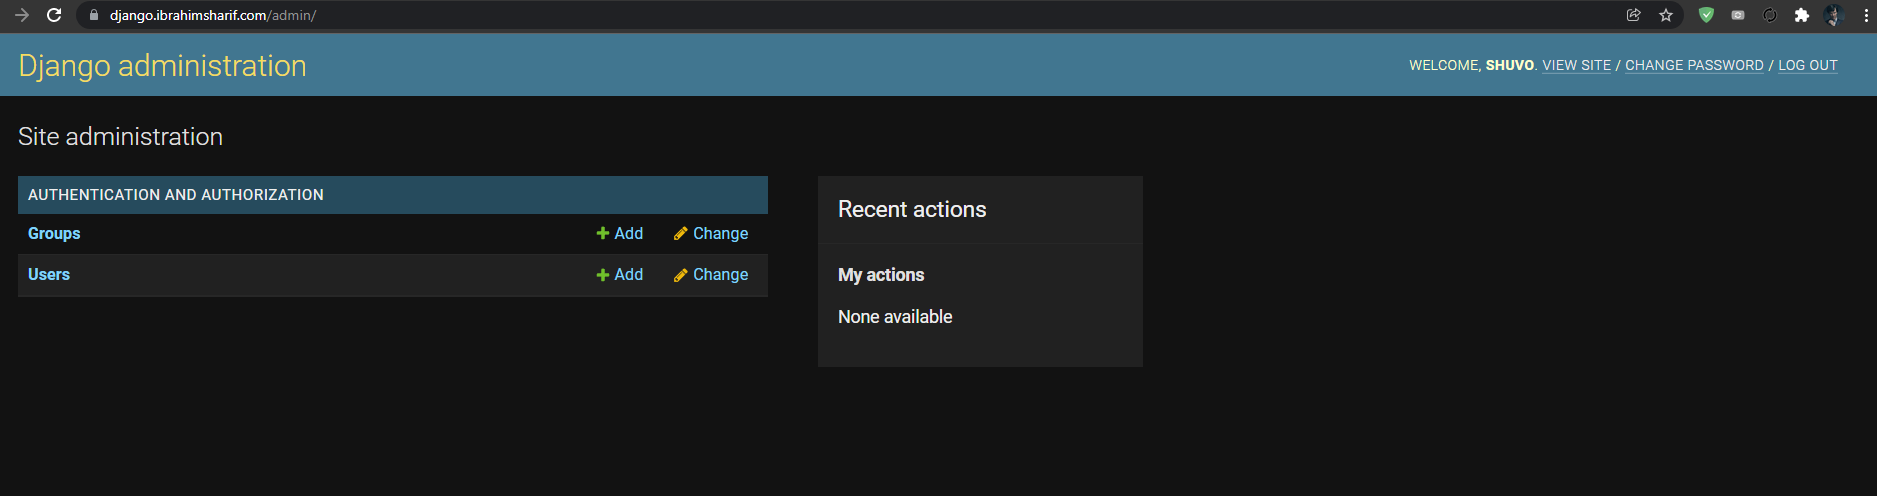 django.ibrahimsharif.com/admin/
Django administration
WELCOME, SHUVO. VIEW SITE / CHANGE PASSWORD / LOG OUT
Site administration
AUTHENTICATION AND AUTHORIZATION
Groups Add Change
Users Add Change
Recent actions
My actions
None available